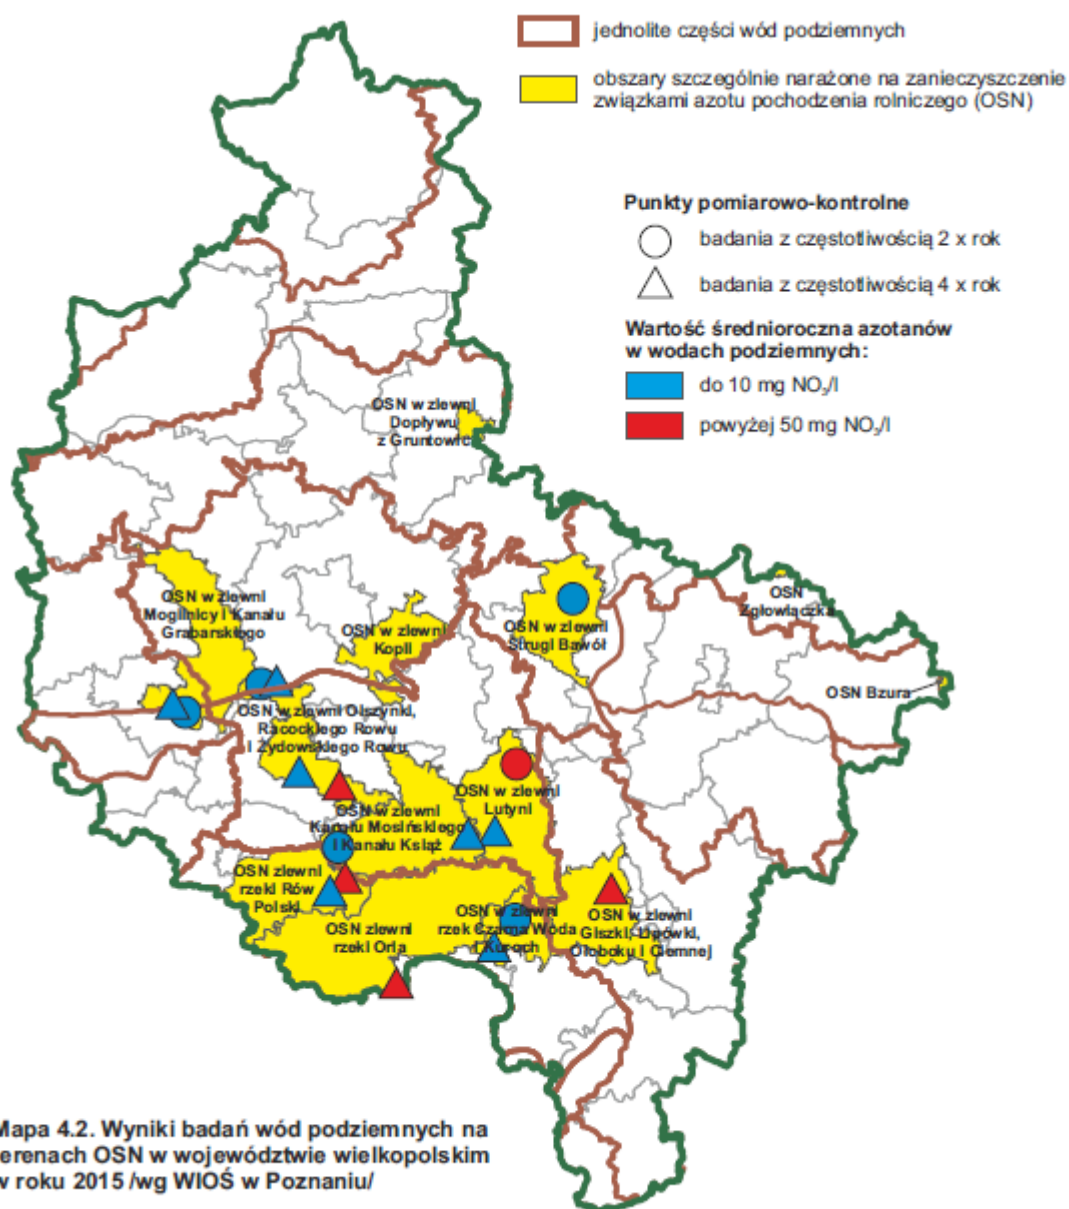 jednolite części wód podziemnych
obszary szczególnie narażone na zanieczyszczenie
związkami azotu pochodzenia rolniczego (OSN)
Punkty pomiarowo-kontrolne
badania z częstotliwością 2 x rok
badania z częstotliwością 4 x rok
Wartość średnioroczna azotanów
w wodach podziemnych:
do 10 mg NO₃/l
powyżej 50 mg NO₃/l
OSN w zlewni
Dopływu
z Gruntowic
OSN w zlewni
Mogilnicy i Kanału
Grabarskiego
OSN w zlewni
Kopli
OSN w zlewni
Strugi Bawół
OSN
Zgłowiączka
OSN Bzura
OSN w zlewni Olszynki,
Racockiego Rowu
i Żydowskiego Rowu
OSN w zlewni
Lutyni
OSN w zlewni
Kanału Mosińskiego
i Kanału Książ
OSN zlewni
rzeki Rów
Polski
OSN zlewni
rzeki Orla
OSN w zlewni
rzek Czarna Woda
i Kuroch
OSN w zlewni
Giszki, Lipówki,
Ołoboku i Ciemnej
Mapa 4.2. Wyniki badań wód podziemnych na
terenach OSN w województwie wielkopolskim
w roku 2015 /wg WIOŚ w Poznaniu/